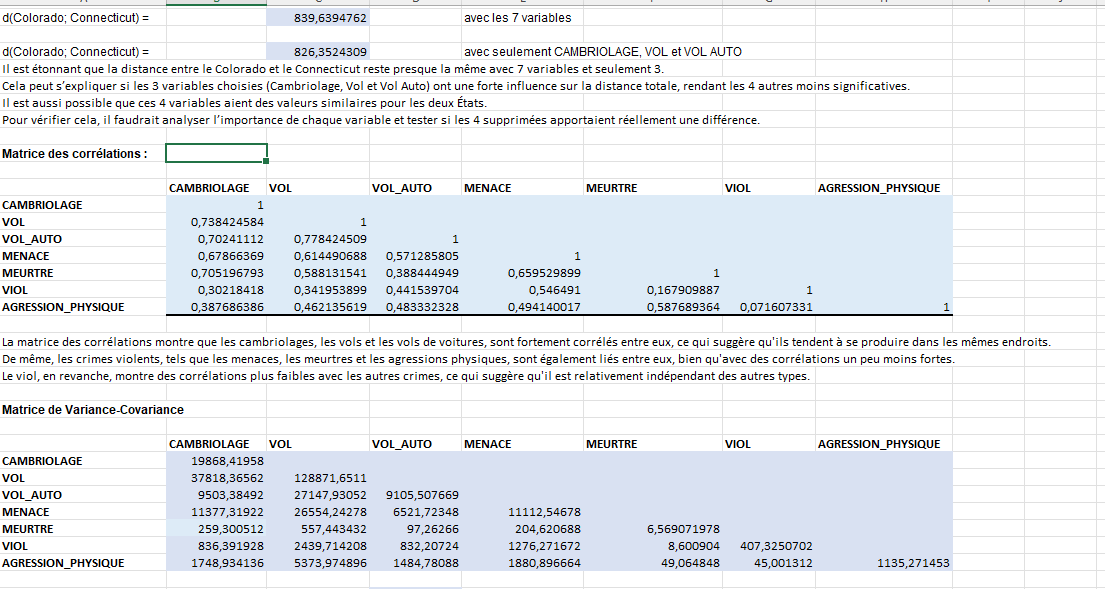 d(Colorado; Connecticut) = 839,6394762 avec les 7 variables
d(Colorado; Connecticut) = 826,3524309 avec seulement CAMBRIOLAGE, VOL et VOL AUTO
Il est étonnant que la distance entre le Colorado et le Connecticut reste presque la même avec 7 variables et seulement 3.
Cela peut s’expliquer si les 3 variables choisies (Cambriolage, Vol et Vol Auto) ont une forte influence sur la distance totale, rendant les 4 autres moins significatives.
Il est aussi possible que ces 4 variables aient des valeurs similaires pour les deux États.
Pour vérifier cela, il faudrait analyser l’importance de chaque variable et tester si les 4 supprimées apportaient réellement une différence.
Matrice des corrélations :
CAMBRIOLAGE VOL VOL_AUTO MENACE MEURTRE VIOL AGRESSION_PHYSIQUE
CAMBRIOLAGE 1
VOL 0,738424584 1
VOL_AUTO 0,70241112 0,778424509 1
MENACE 0,67866369 0,614490688 0,571285805 1
MEURTRE 0,705196793 0,588131541 0,388444949 0,659529899 1
VIOL 0,30218418 0,341953899 0,441539704 0,546491 0,167909887 1
AGRESSION_PHYSIQUE 0,387686386 0,462135619 0,483332328 0,494140017 0,587689364 0,071607331 1
La matrice des corrélations montre que les cambriolages, les vols et les vols de voitures, sont fortement corrélés entre eux, ce qui suggère qu'ils tendent à se produire dans les mêmes endroits.
De même, les crimes violents, tels que les menaces, les meurtres et les agressions physiques, sont également liés entre eux, bien qu'avec des corrélations un peu moins fortes.
Le viol, en revanche, montre des corrélations plus faibles avec les autres crimes, ce qui suggère qu'il est relativement indépendant des autres types.
Matrice de Variance-Covariance
CAMBRIOLAGE VOL VOL_AUTO MENACE MEURTRE VIOL AGRESSION_PHYSIQUE
CAMBRIOLAGE 19868,41958
VOL 37818,36562 128871,6511
VOL_AUTO 9503,38492 27147,93052 9105,507669
MENACE 11377,31922 26554,24278 6521,72348 11112,54678
MEURTRE 259,300512 557,443432 97,26266 204,620688 6,569071978
VIOL 836,391928 2439,714208 832,20724 1276,271672 8,600904 407,3250702
AGRESSION_PHYSIQUE 1748,934136 5373,974896 1484,78088 1880,896664 49,064848 45,001312 1135,271453